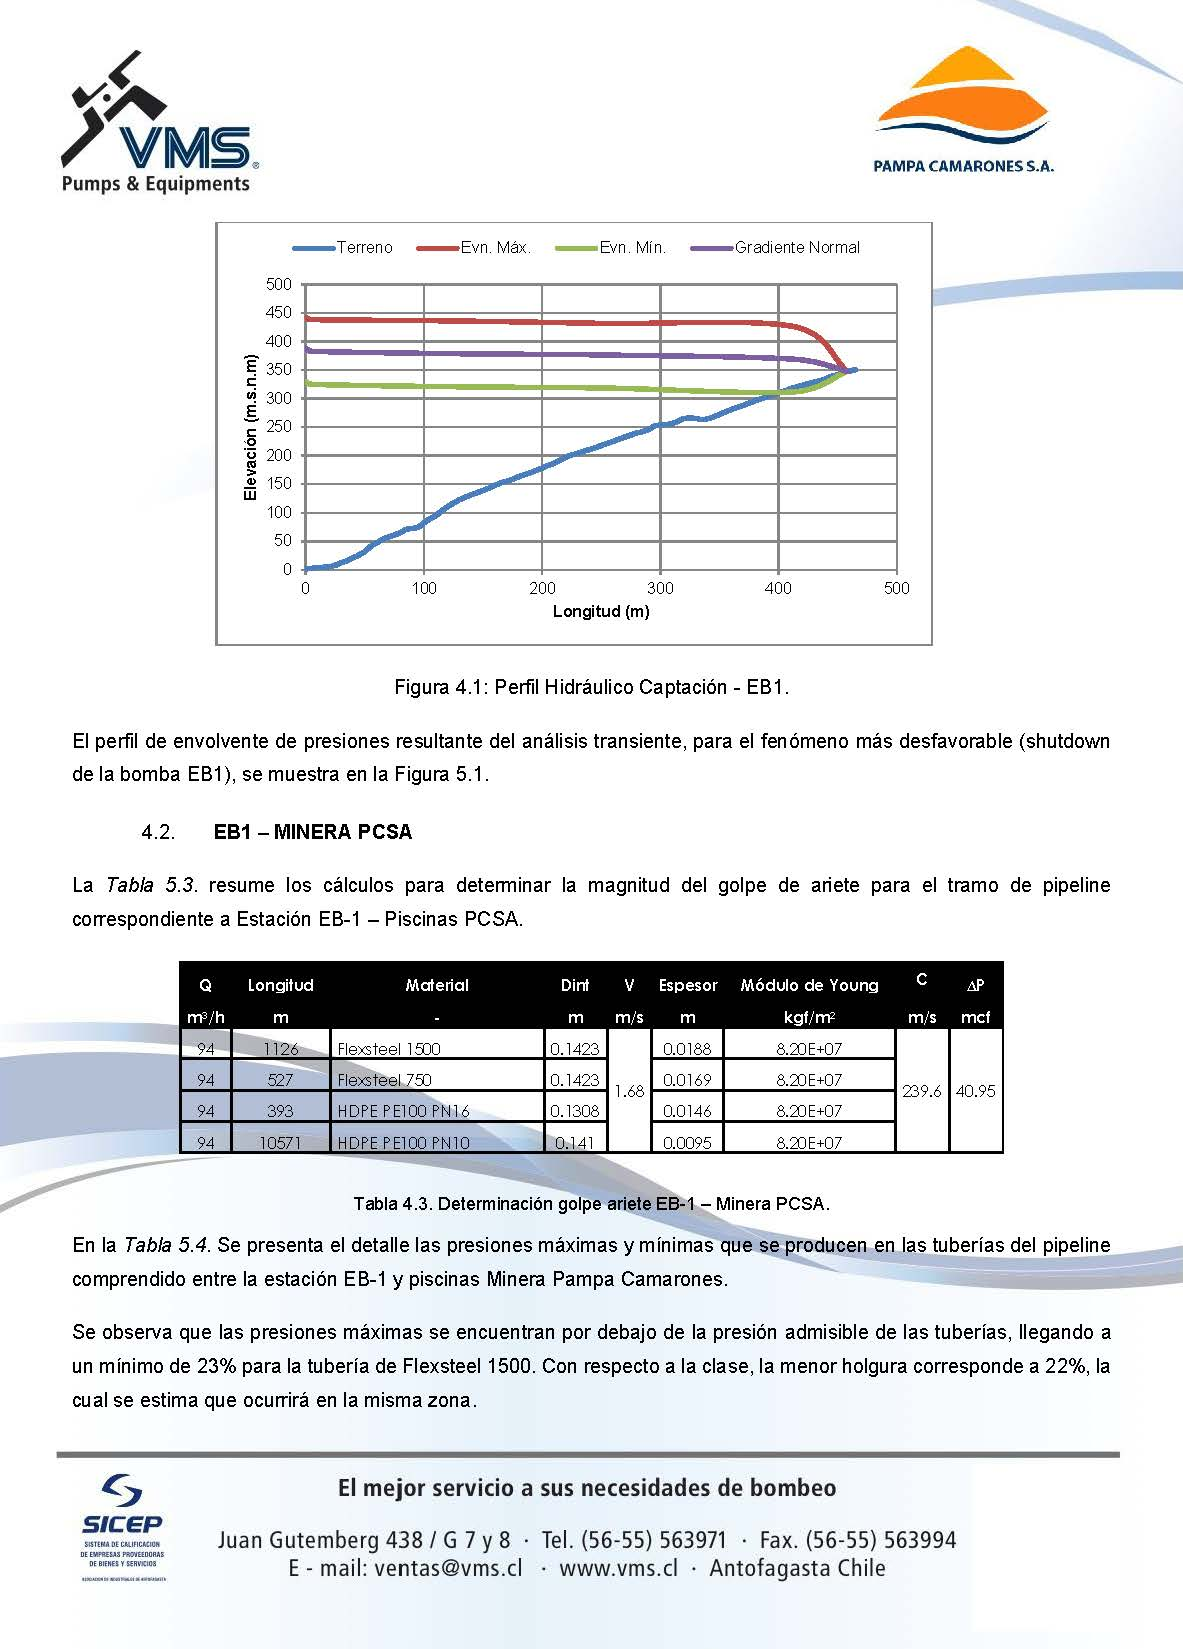 VMS®
Pumps & Equipments
PAMPA CAMARONES S.A.
Terreno Evn. Máx. Evn. Mín. Gradiente Normal
Elevación (m.s.n.m)
500
450
400
350
300
250
200
150
100
50
0
0 100 200 300 400 500
Longitud (m)
Figura 4.1: Perfil Hidráulico Captación - EB1.
El perfil de envolvente de presiones resultante del análisis transiente, para el fenómeno más desfavorable (shutdown
de la bomba EB1), se muestra en la Figura 5.1.
4.2. EB1 – MINERA PCSA
La Tabla 5.3. resume los cálculos para determinar la magnitud del golpe de ariete para el tramo de pipeline
correspondiente a Estación EB-1 – Piscinas PCSA.
Q Longitud Material Dint V Espesor Módulo de Young C ΔP
m³/h m - m m/s m kgf/m² m/s mcf
94 1126 Flexsteel 1500 0.1423 0.0188 8.20E+07
94 527 Flexsteel 750 0.1423 0.0169 8.20E+07
1.68 239.6 40.95
94 393 HDPE PE100 PN16 0.1308 0.0146 8.20E+07
94 10571 HDPE PE100 PN10 0.141 0.0095 8.20E+07
Tabla 4.3. Determinación golpe ariete EB-1 – Minera PCSA.
En la Tabla 5.4. Se presenta el detalle las presiones máximas y mínimas que se producen en las tuberías del pipeline
comprendido entre la estación EB-1 y piscinas Minera Pampa Camarones.
Se observa que las presiones máximas se encuentran por debajo de la presión admisible de las tuberías, llegando a
un mínimo de 23% para la tubería de Flexsteel 1500. Con respecto a la clase, la menor holgura corresponde a 22%, la
cual se estima que ocurrirá en la misma zona.
SICEP
SISTEMA DE CALIFICACION
DE EMPRESAS PROVEEDORAS
DE BIENES Y SERVICIOS
ASOCIACION DE INDUSTRIALES DE ANTOFAGASTA
El mejor servicio a sus necesidades de bombeo
Juan Gutemberg 438 / G 7 y 8 · Tel. (56-55) 563971 · Fax. (56-55) 563994
E - mail: ventas@vms.cl · www.vms.cl · Antofagasta Chile